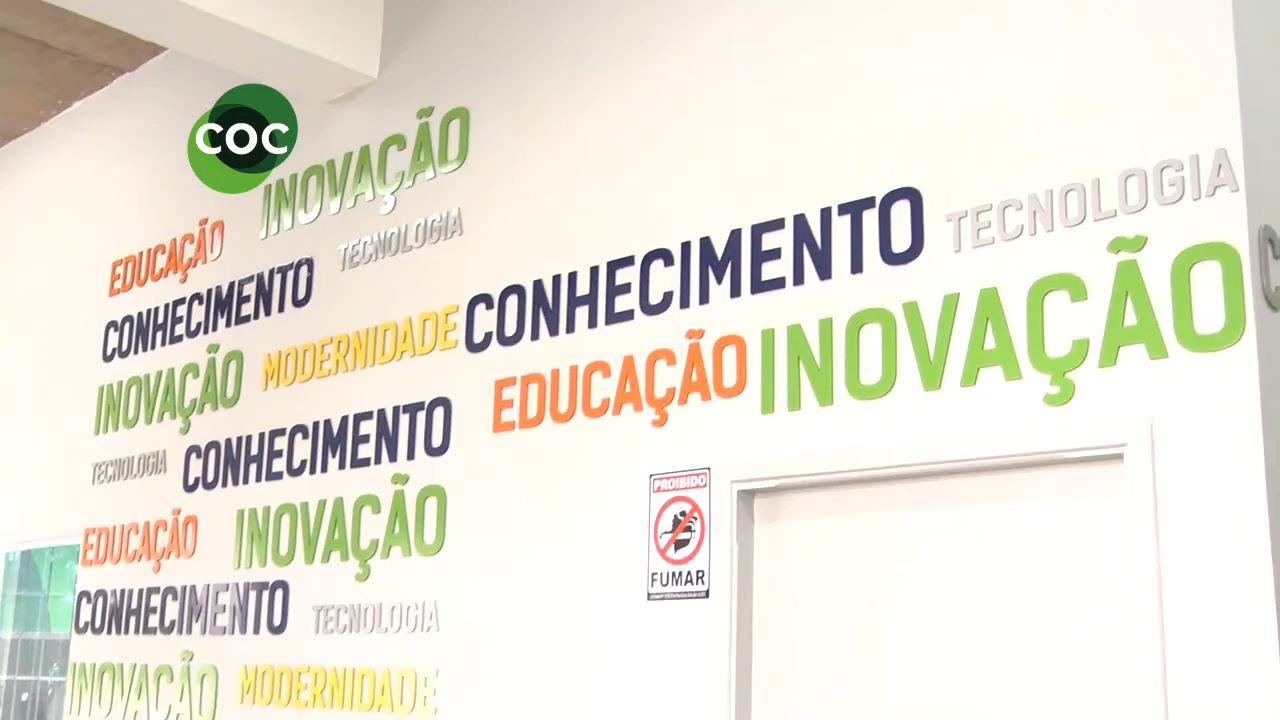 COC
INOVAÇÃO
EDUCAÇÃO TECNOLOGIA
CONHECIMENTO
MODERNIDADE CONHECIMENTO TECNOLOGIA
INOVAÇÃO EDUCAÇÃO INOVAÇÃO
TECNOLOGIA CONHECIMENTO
EDUCAÇÃO INOVAÇÃO
CONHECIMENTO TECNOLOGIA
INOVAÇÃO MODERNIDADE
PROIBIDO
FUMAR